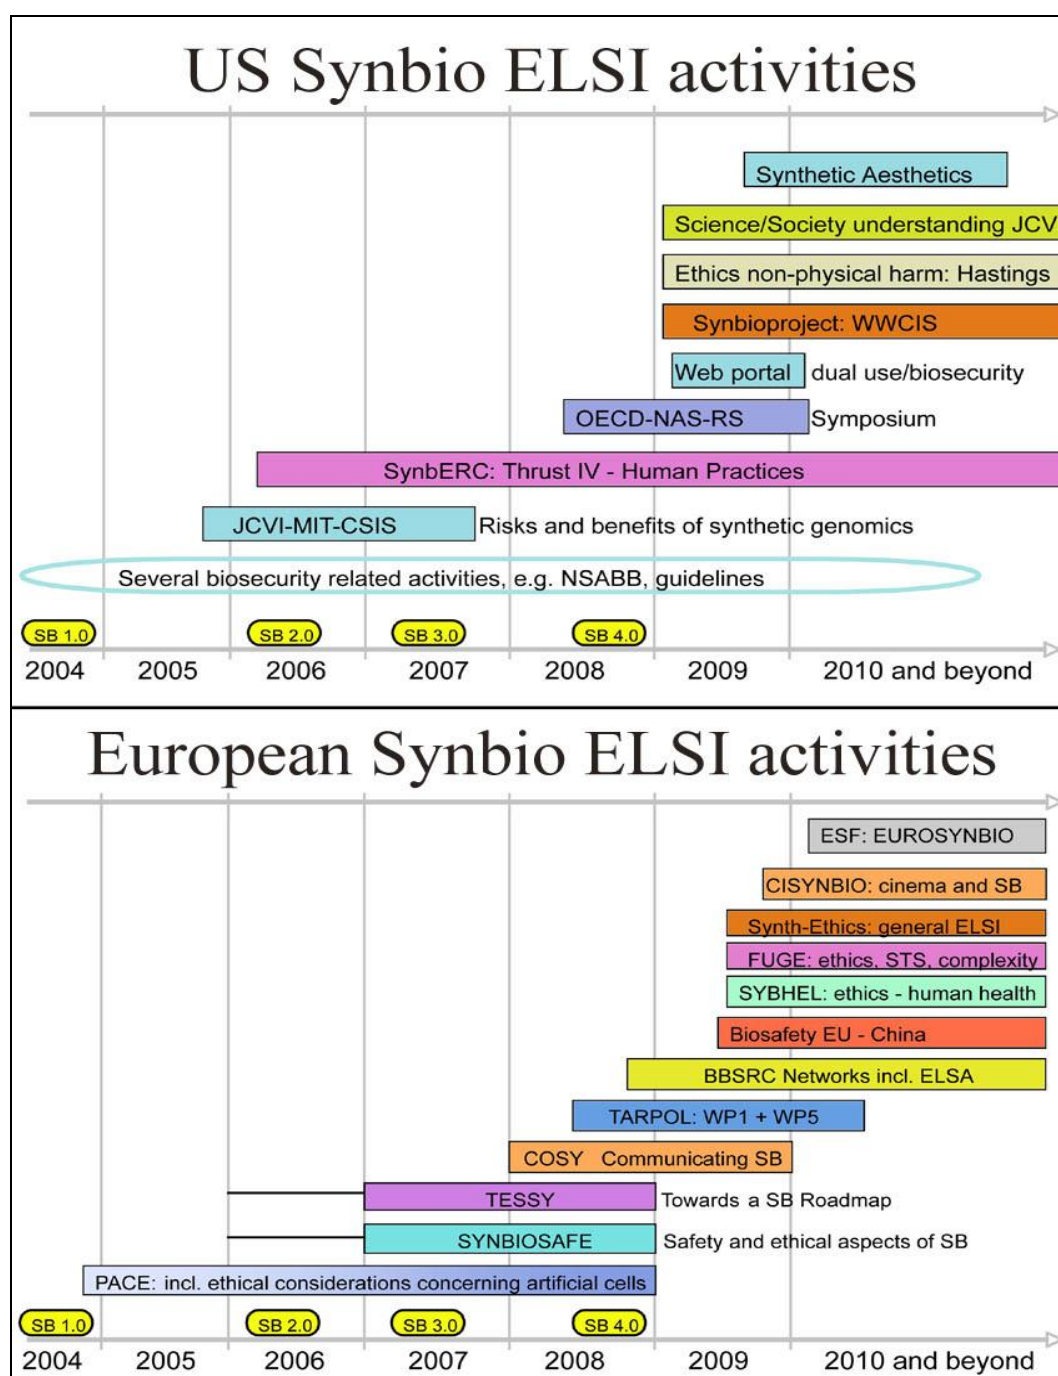 US Synbio ELSI activities
Synthetic Aesthetics
Science/Society understanding JCVI
Ethics non-physical harm: Hastings
Synbioproject: WWCIS
Web portal dual use/biosecurity
OECD-NAS-RS Symposium
SynbERC: Thrust IV - Human Practices
JCVI-MIT-CSIS Risks and benefits of synthetic genomics
Several biosecurity related activities, e.g. NSABB, guidelines
SB 1.0 SB 2.0 SB 3.0 SB 4.0
2004 2005 2006 2007 2008 2009 2010 and beyond
European Synbio ELSI activities
ESF: EUROSYNBIO
CISYNBIO: cinema and SB
Synth-Ethics: general ELSI
FUGE: ethics, STS, complexity
SYBHEL: ethics - human health
Biosafety EU - China
BBSRC Networks incl. ELSA
TARPOL: WP1 + WP5
COSY Communicating SB
TESSY Towards a SB Roadmap
SYNBIOSAFE Safety and ethical aspects of SB
PACE: incl. ethical considerations concerning artificial cells
SB 1.0 SB 2.0 SB 3.0 SB 4.0
2004 2005 2006 2007 2008 2009 2010 and beyond